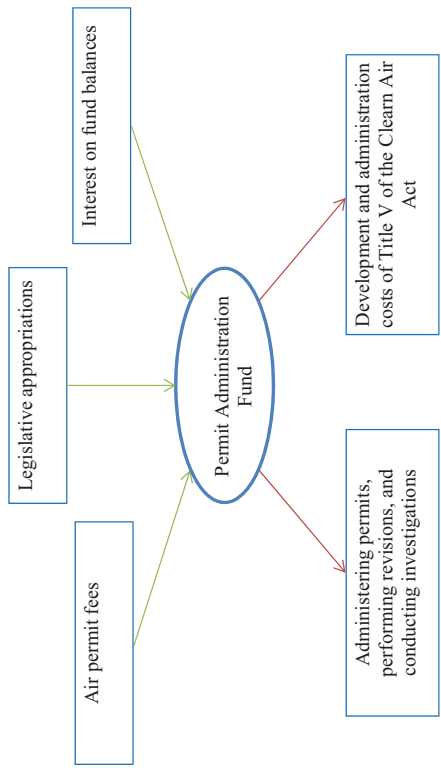 Air permit fees
Legislative appropriations
Interest on fund balances
Permit Administration
Fund
Administering permits,
performing revisions, and
conducting investigations
Development and administration
costs of Title V of the Clearn Air
Act